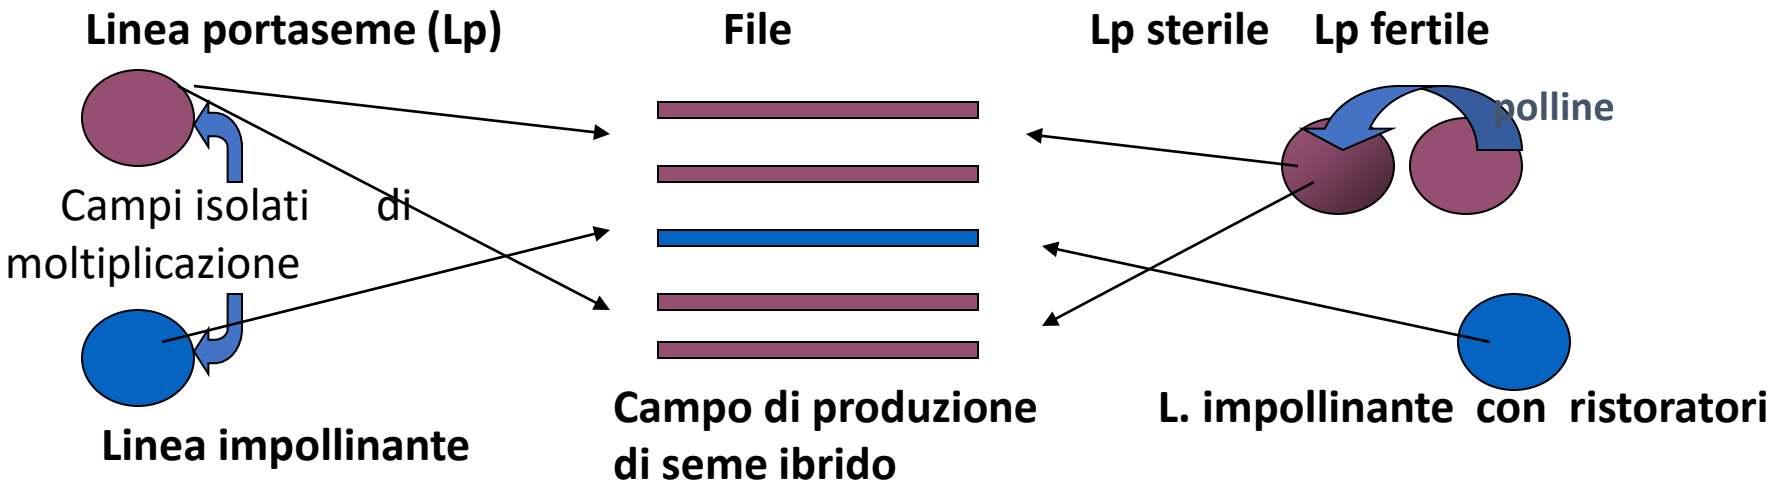 Linea portaseme (Lp)
File
Lp sterile Lp fertile
polline
Campi isolati di
moltiplicazione
Linea impollinante
Campo di produzione
di seme ibrido
L. impollinante con ristoratori